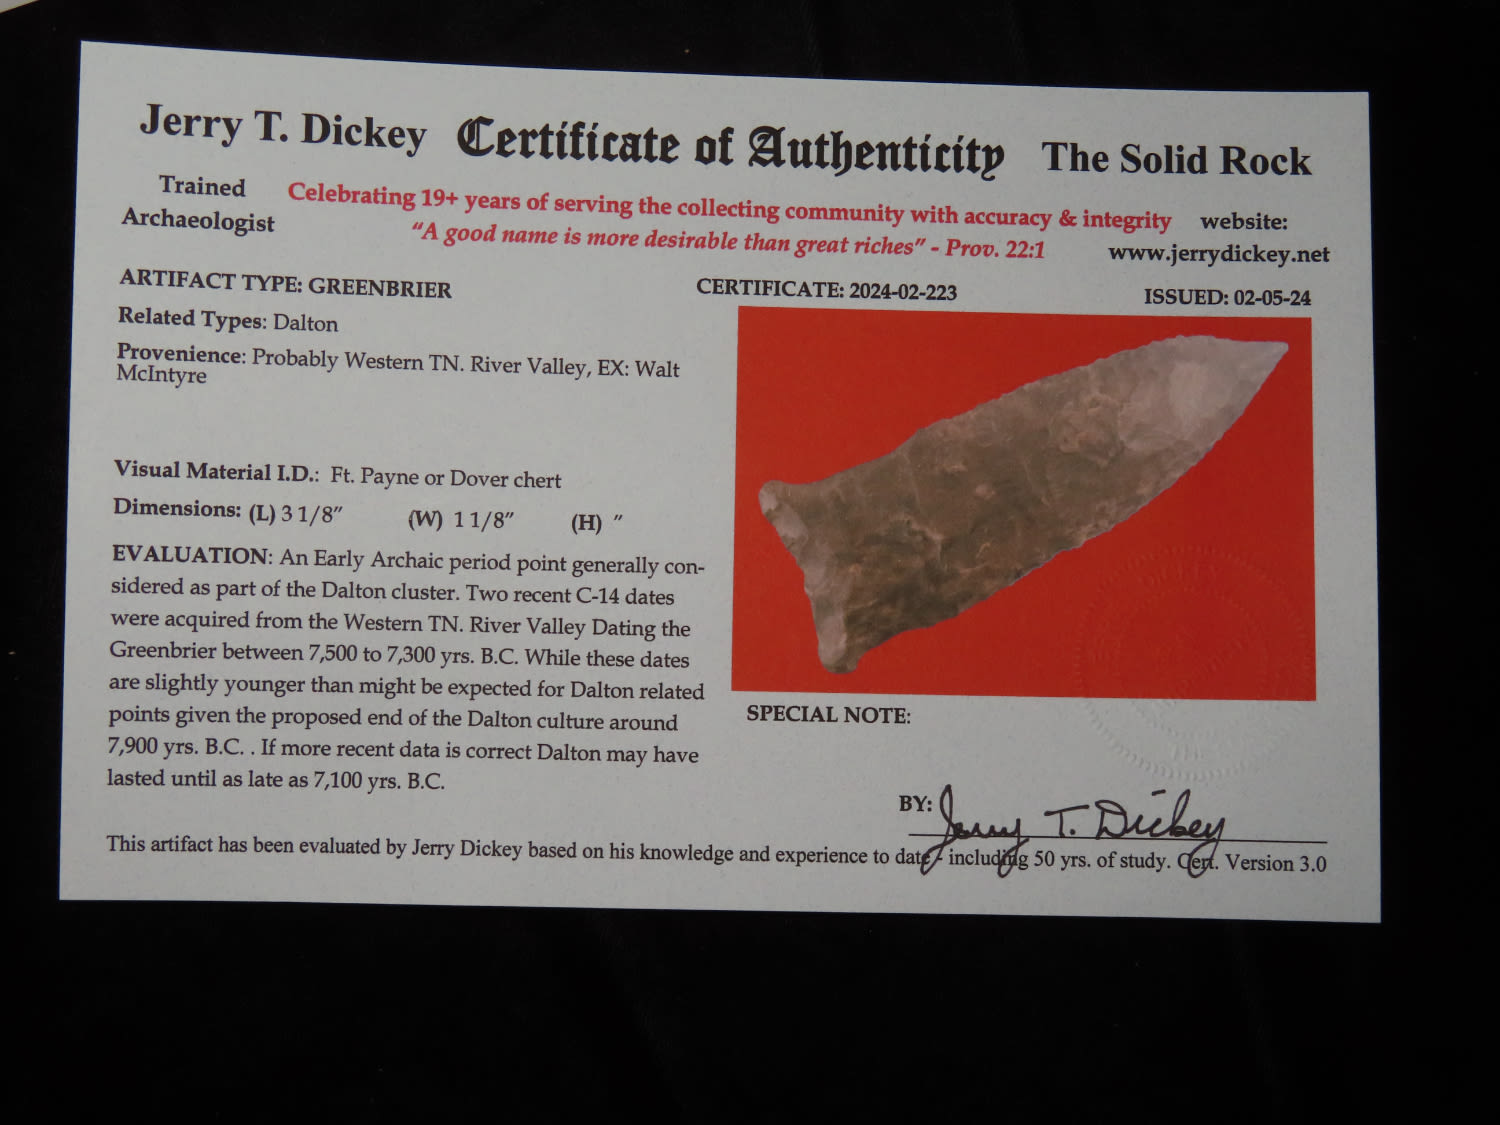 Jerry T. Dickey Certificate of Authenticity The Solid Rock
Trained Archaeologist
Celebrating 19+ years of serving the collecting community with accuracy & integrity
"A good name is more desirable than great riches" - Prov. 22:1
website:
www.jerrydickey.net
ARTIFACT TYPE: GREENBRIER
CERTIFICATE: 2024-02-223
ISSUED: 02-05-24
Related Types: Dalton
Provenience: Probably Western TN. River Valley, EX: Walt
McIntyre
Visual Material I.D.: Ft. Payne or Dover chert
Dimensions: (L) 3 1/8" (W) 1 1/8" (H) "
EVALUATION: An Early Archaic period point generally con-
sidered as part of the Dalton cluster. Two recent C-14 dates
were acquired from the Western TN. River Valley Dating the
Greenbrier between 7,500 to 7,300 yrs. B.C. While these dates
are slightly younger than might be expected for Dalton related
points given the proposed end of the Dalton culture around
7,900 yrs. B.C. . If more recent data is correct Dalton may have
lasted until as late as 7,100 yrs. B.C.
SPECIAL NOTE:
BY: Jerry T. Dickey
This artifact has been evaluated by Jerry Dickey based on his knowledge and experience to date - including 50 yrs. of study. Cert. Version 3.0